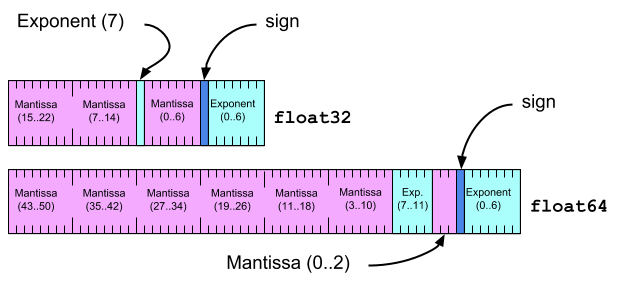 Exponent (7)
sign
Mantissa
(15..22)
Mantissa
(7..14)
Mantissa
(0..6)
Exponent
(0..6)
float32
sign
Mantissa
(43..50)
Mantissa
(35..42)
Mantissa
(27..34)
Mantissa
(19..26)
Mantissa
(11..18)
Mantissa
(3..10)
Exp.
(7..11)
Exponent
(0..6)
float64
Mantissa (0..2)